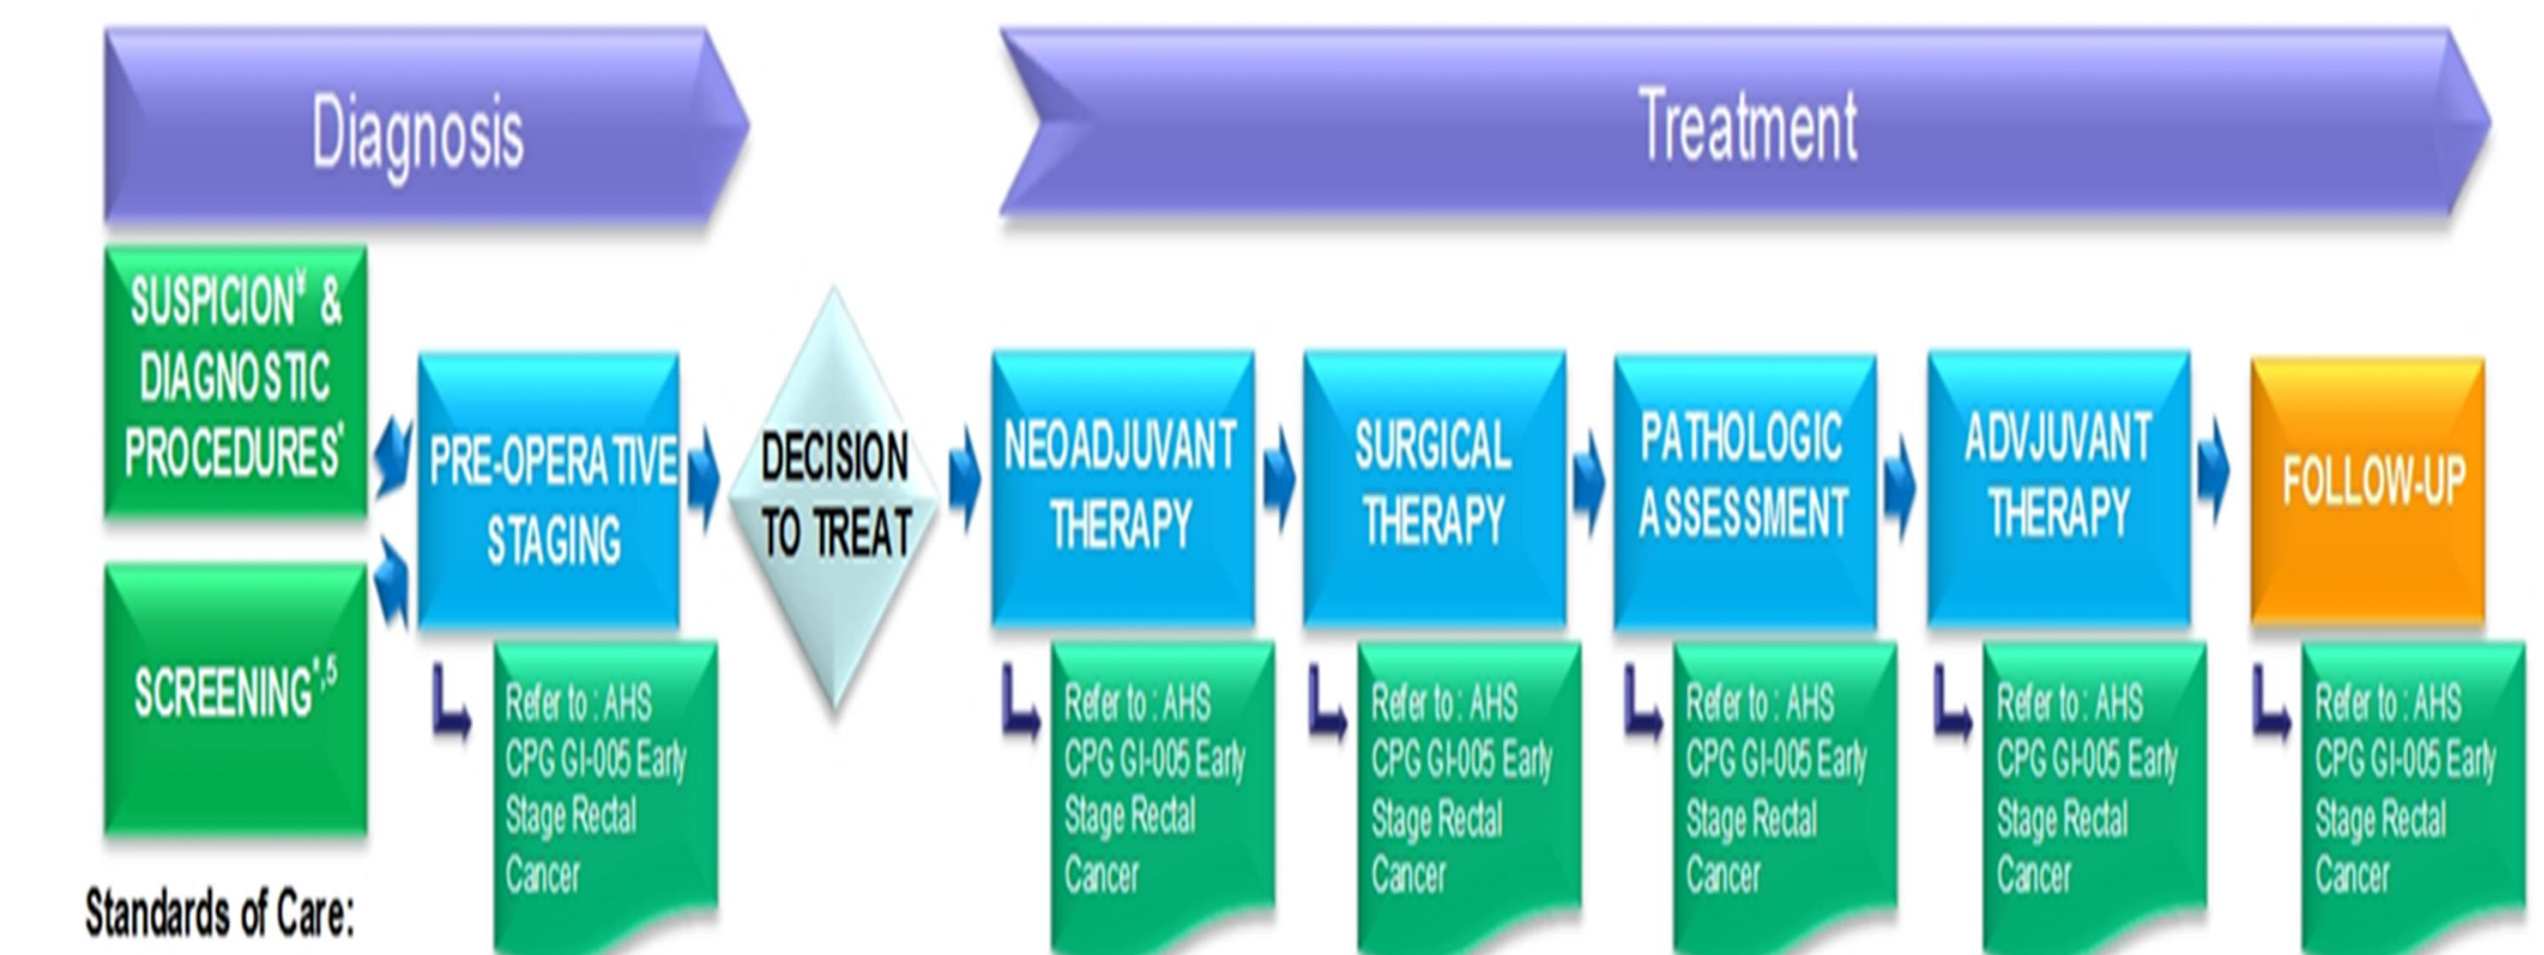 Diagnosis
Treatment
SUSPICION¥ &
DIAGNOSTIC
PROCEDURES*
SCREENING*,5
PRE-OPERATIVE
STAGING
DECISION
TO TREAT
NEOADJUVANT
THERAPY
SURGICAL
THERAPY
PATHOLOGIC
ASSESSMENT
ADVJUVANT
THERAPY
FOLLOW-UP
Standards of Care:
Refer to : AHS
CPG GI-005 Early
Stage Rectal
Cancer
Refer to : AHS
CPG GI-005 Early
Stage Rectal
Cancer
Refer to : AHS
CPG GI-005 Early
Stage Rectal
Cancer
Refer to : AHS
CPG GI-005 Early
Stage Rectal
Cancer
Refer to : AHS
CPG GI-005 Early
Stage Rectal
Cancer
Refer to : AHS
CPG GI-005 Early
Stage Rectal
Cancer